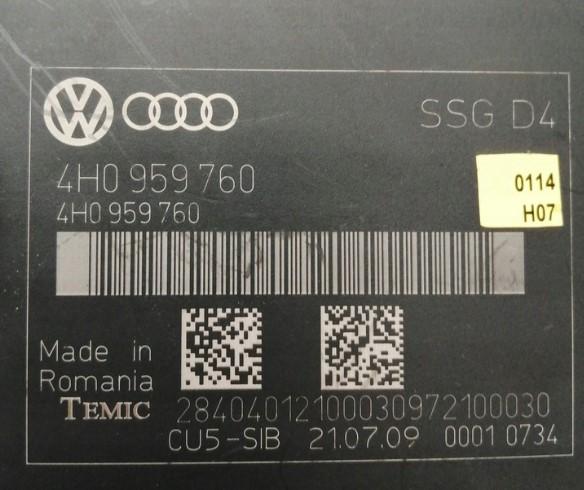 SSG D4
4H0 959 760
4H0 959 760
0114
H07
Made in
Romania
TEMIC
28404012100030972100030
CU5-SIB 21.07.09 0001 0734